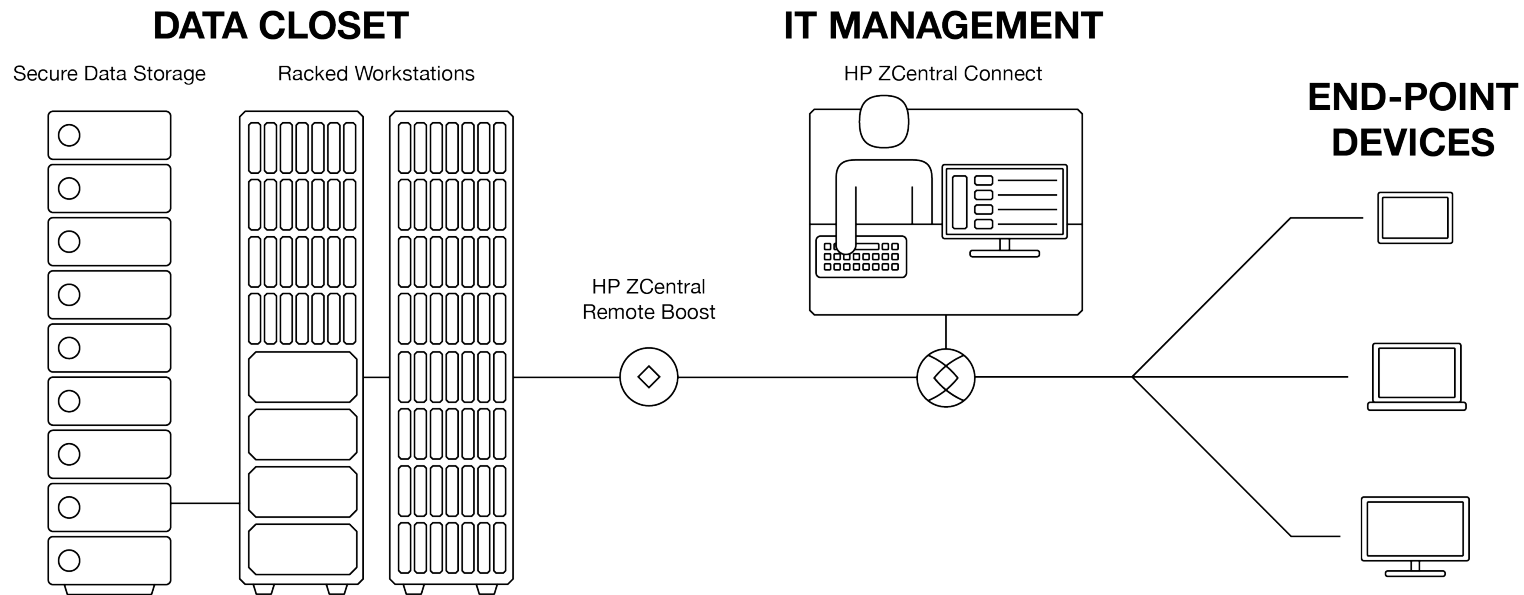 DATA CLOSET
Secure Data Storage
Racked Workstations
HP ZCentral
Remote Boost
IT MANAGEMENT
HP ZCentral Connect
END-POINT
DEVICES